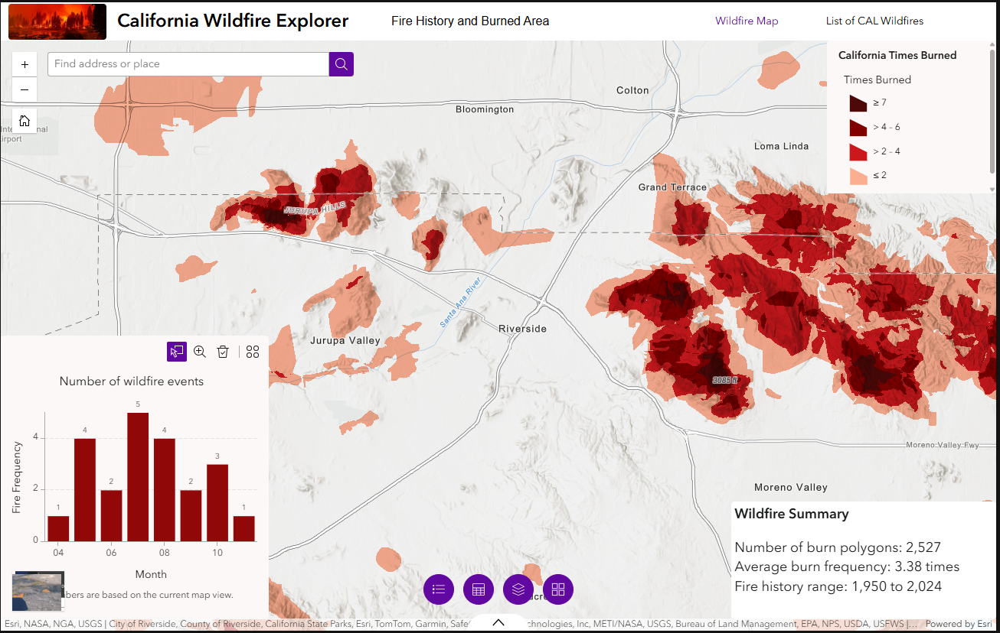 California Wildfire Explorer
Fire History and Burned Area
Wildfire Map
List of CAL Wildfires
+
Find address or place
−
California Times Burned
Times Burned
≥ 7
> 4 - 6
> 2 - 4
≤ 2
Colton
Bloomington
Loma Linda
Grand Terrace
JURUPA HILLS
Santa Ana River
Riverside
Jurupa Valley
3085 ft
Moreno Valley Fwy
Moreno Valley
Number of wildfire events
Fire Frequency
5
4
4
3
2
2
1
1
4
2
0
04
06
08
10
Month
bers are based on the current map view.
Wildfire Summary
Number of burn polygons: 2,527
Average burn frequency: 3.38 times
Fire history range: 1,950 to 2,024
Esri, NASA, NGA, USGS | City of Riverside, County of Riverside, California State Parks, Esri, TomTom, Garmin, Safe
chnologies, Inc, METI/NASA, USGS, Bureau of Land Management, EPA, NPS, USDA, USFWS |...
Powered by Esri